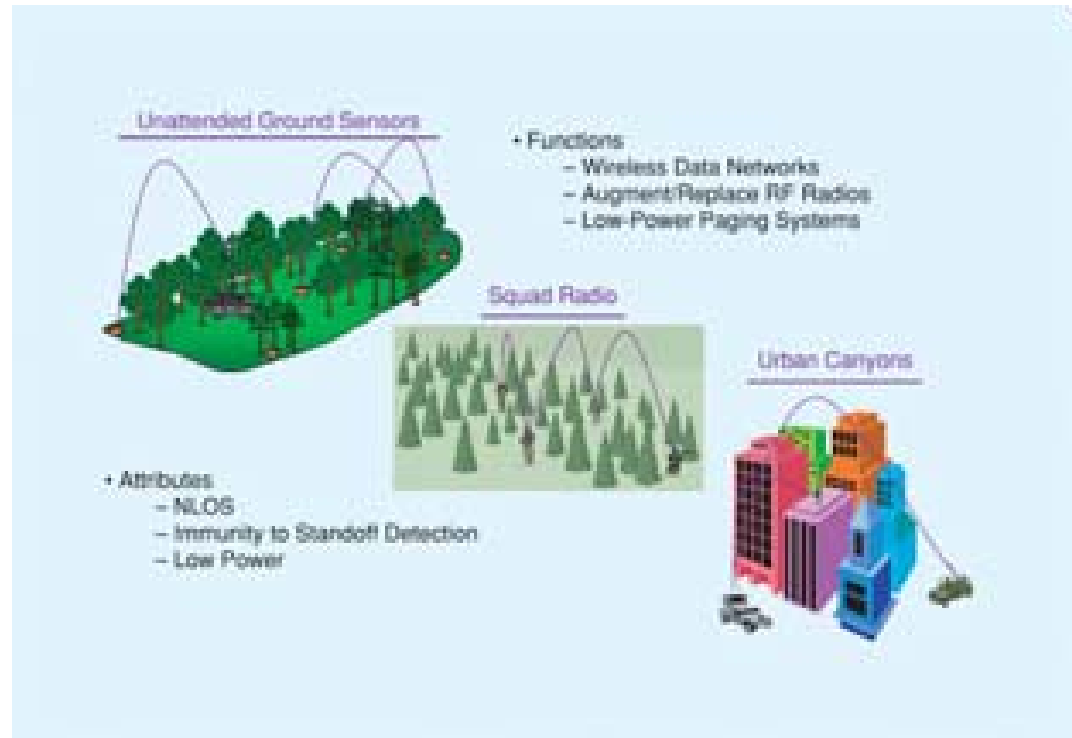 Unattended Ground Sensors
• Functions
– Wireless Data Networks
– Augment/Replace RF Radios
– Low-Power Paging Systems
Squad Radio
Urban Canyons
• Attributes
– NLOS
– Immunity to Standoff Detection
– Low Power